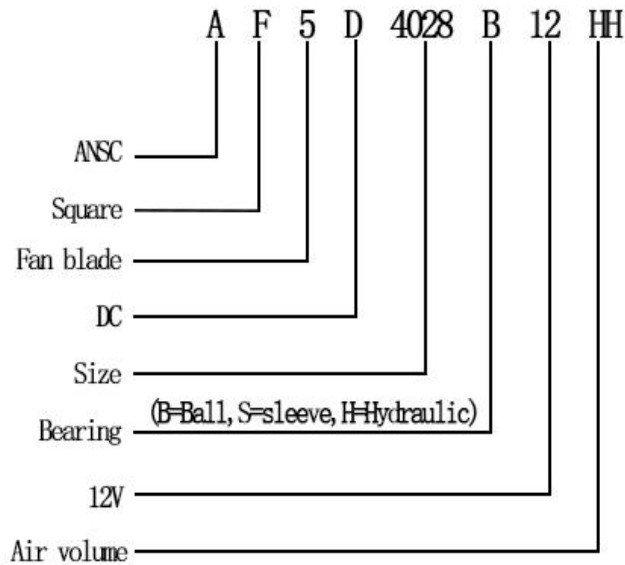 A F 5 D 4028 B 12 HH
ANSC
Square
Fan blade
DC
Size
(B=Ball, S=sleeve, H=Hydraulic)
Bearing
12V
Air volume